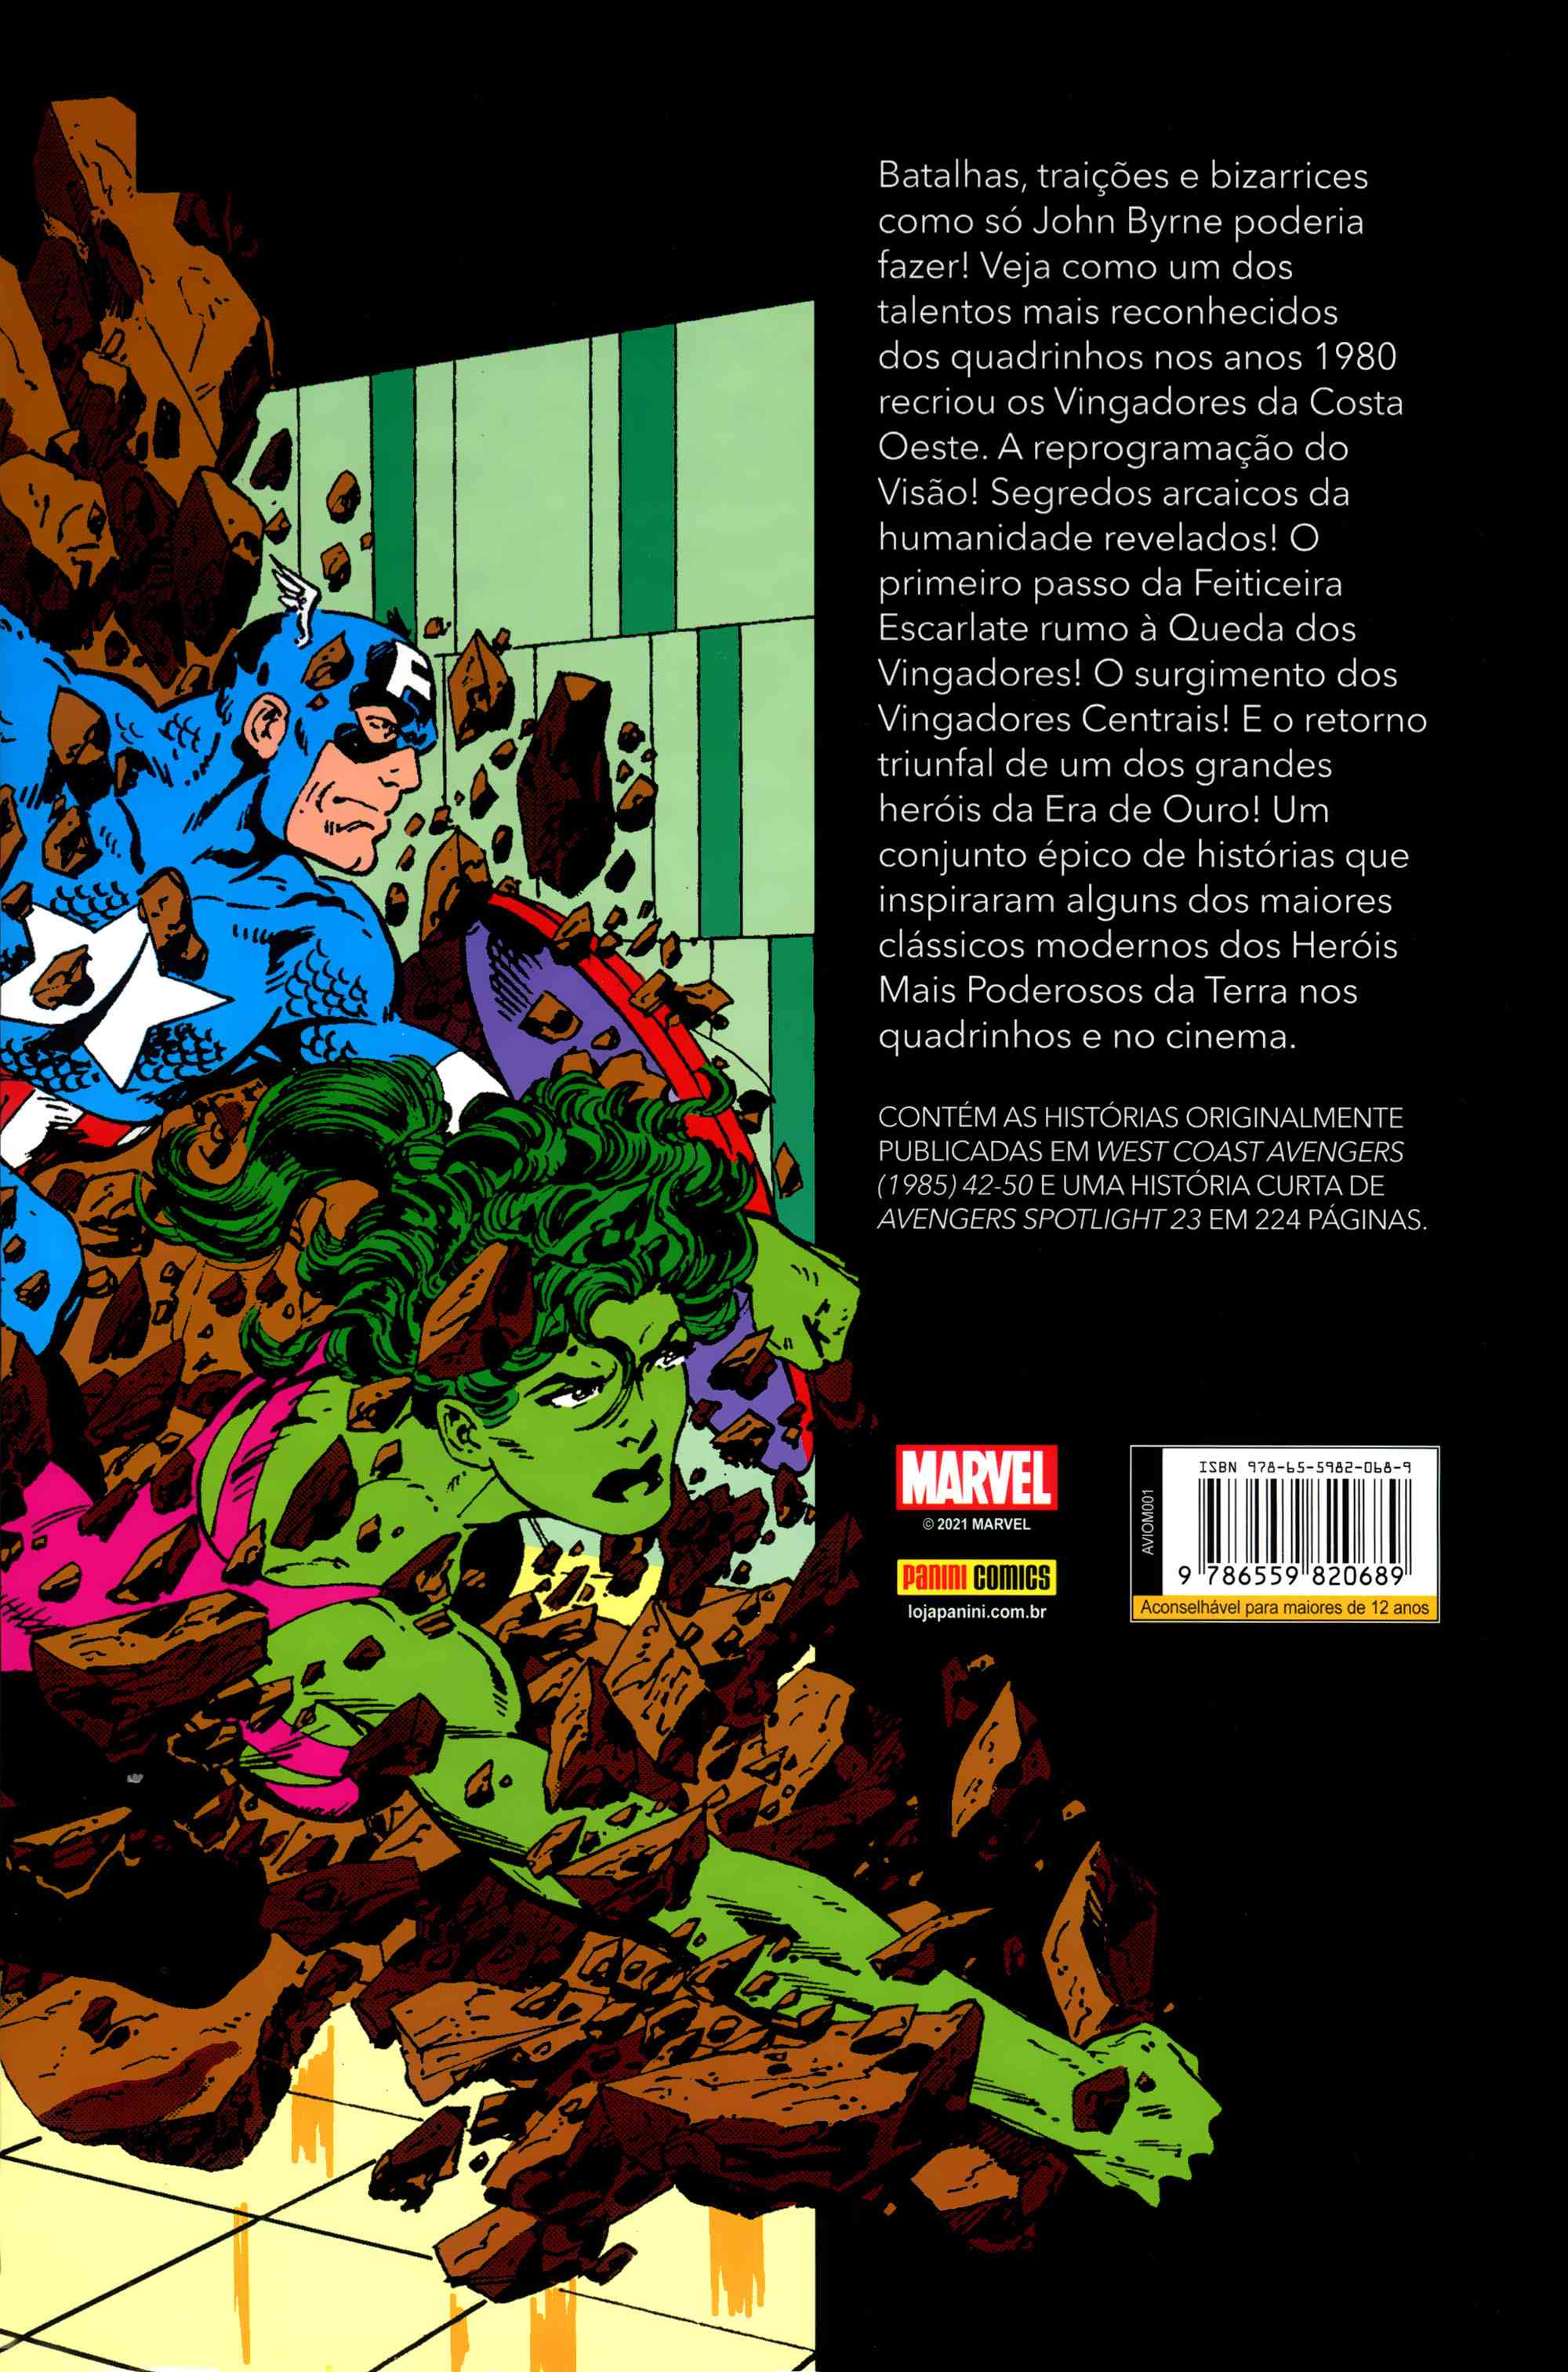 Batalhas, traições e bizarrices
como só John Byrne poderia
fazer! Veja como um dos
talentos mais reconhecidos
dos quadrinhos nos anos 1980
recriou os Vingadores da Costa
Oeste. A reprogramação do
Visão! Segredos arcaicos da
humanidade revelados! O
primeiro passo da Feiticeira
Escarlate rumo à Queda dos
Vingadores! O surgimento dos
Vingadores Centrais! E o retorno
triunfal de um dos grandes
heróis da Era de Ouro! Um
conjunto épico de histórias que
inspiraram alguns dos maiores
clássicos modernos dos Heróis
Mais Poderosos da Terra nos
quadrinhos e no cinema.
CONTÉM AS HISTÓRIAS ORIGINALMENTE
PUBLICADAS EM WEST COAST AVENGERS
(1985) 42-50 E UMA HISTÓRIA CURTA DE
AVENGERS SPOTLIGHT 23 EM 224 PÁGINAS.
MARVEL
© 2021 MARVEL
PANINI COMICS
lojapanini.com.br
AVIOM001
ISBN 978-65-5982-068-9
9 786559 820689
Aconselhável para maiores de 12 anos